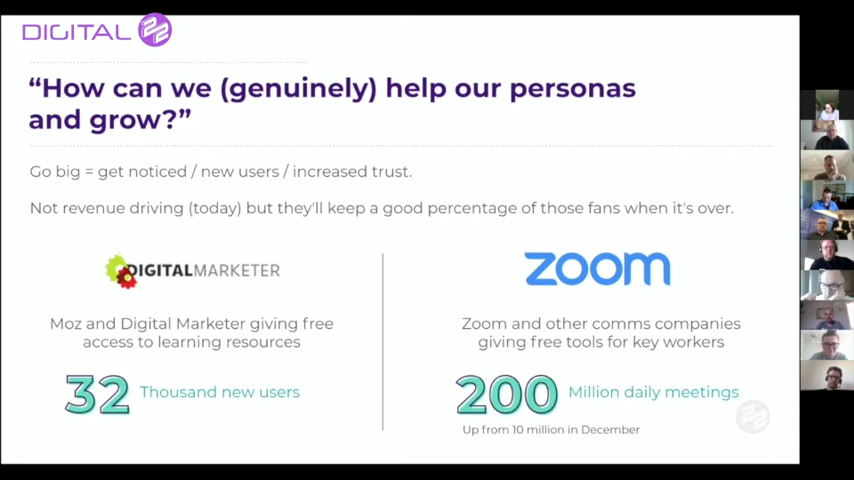 DIGITAL 22
“How can we (genuinely) help our personas
and grow?”
Go big = get noticed / new users / increased trust.
Not revenue driving (today) but they'll keep a good percentage of those fans when it's over.
DIGITALMARKETER
Moz and Digital Marketer giving free
access to learning resources
32 Thousand new users
zoom
Zoom and other comms companies
giving free tools for key workers
200 Million daily meetings
Up from 10 million in December
22